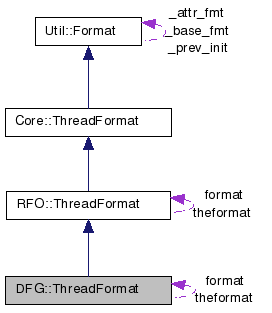 _attr_fmt
Util::Format
_base_fmt
_prev_init
Core::ThreadFormat
format
RFO::ThreadFormat
theformat
format
DFG::ThreadFormat
theformat